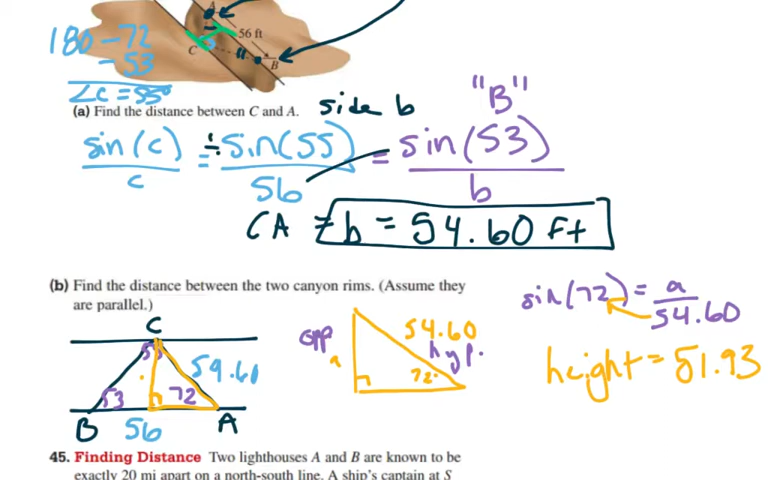 A
56 ft
C
B
180 - 72
- 53
∠C = 55°
(a) Find the distance between C and A.
side b
"B"
sin(C)/c = ÷ sin(55)/56 = sin(53)/b
CA = b = 54.60 Ft
(b) Find the distance between the two canyon rims. (Assume they
are parallel.)
C
55
53
72
59.60
B
56
A
opp
a
54.60
hyp.
72°
sin(72) = a/54.60
height = 51.93
45. Finding Distance Two lighthouses A and B are known to be
exactly 20 mi apart on a north-south line. A ship's captain at S